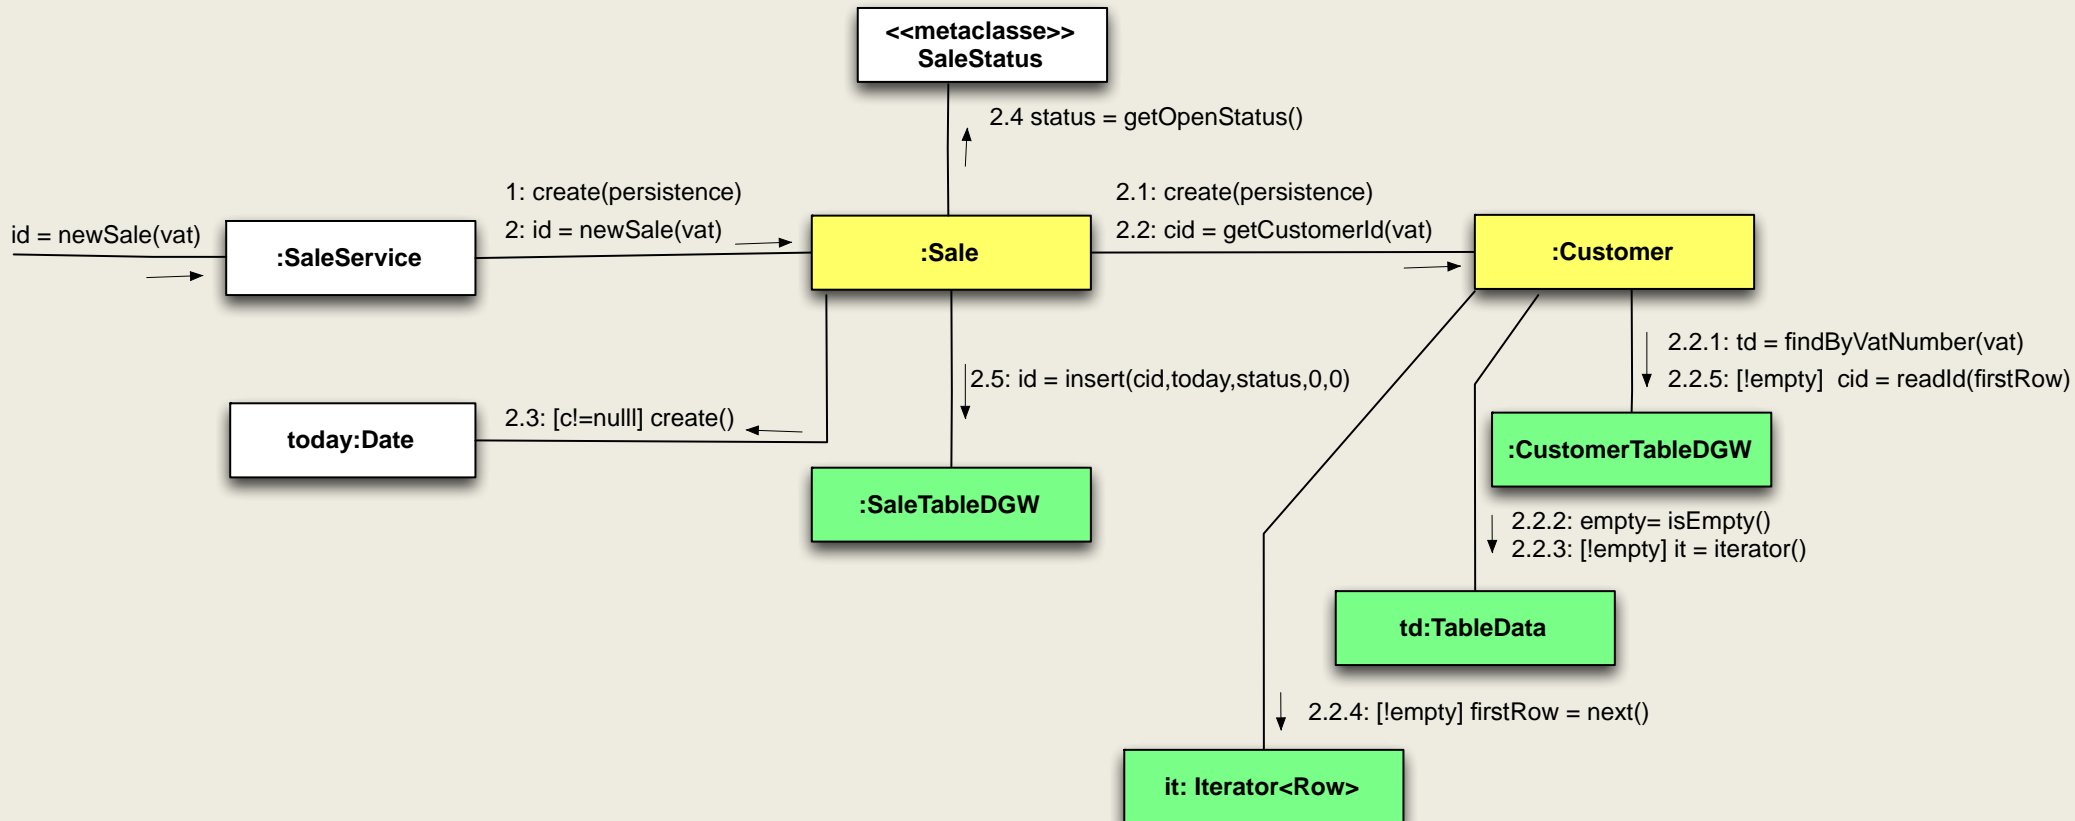 <<metaclasse>>
SaleStatus
2.4 status = getOpenStatus()
1: create(persistence)
2: id = newSale(vat)
2.1: create(persistence)
2.2: cid = getCustomerId(vat)
id = newSale(vat)
:SaleService
:Sale
:Customer
2.2.1: td = findByVatNumber(vat)
2.2.5: [!empty]  cid = readId(firstRow)
2.5: id = insert(cid,today,status,0,0)
2.3: [c!=nulll] create()
today:Date
:CustomerTableDGW
:SaleTableDGW
2.2.2: empty= isEmpty()
2.2.3: [!empty] it = iterator()
td:TableData
2.2.4: [!empty] firstRow = next()
it: Iterator<Row>